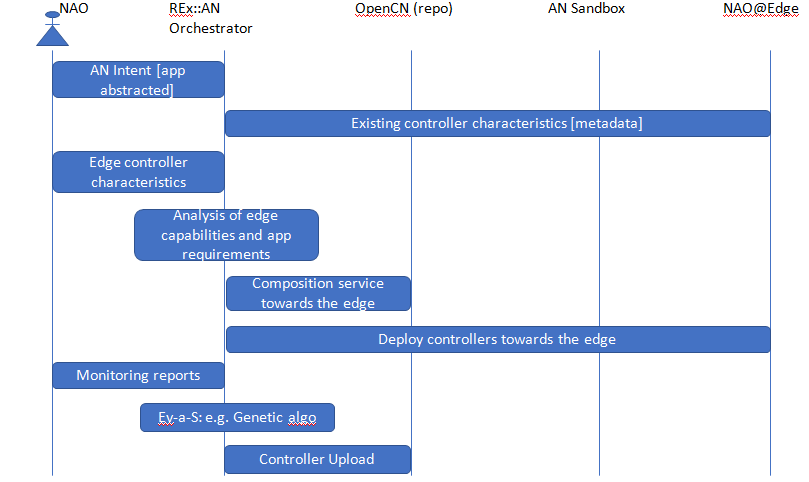 NAO
REx::AN
Orchestrator
OpenCN (repo)
AN Sandbox
NAO@Edge
AN Intent [app
abstracted]
Existing controller characteristics [metadata]
Edge controller
characteristics
Analysis of edge
capabilities and app
requirements
Composition service
towards the edge
Deploy controllers towards the edge
Monitoring reports
Ev-a-S: e.g. Genetic algo
Controller Upload